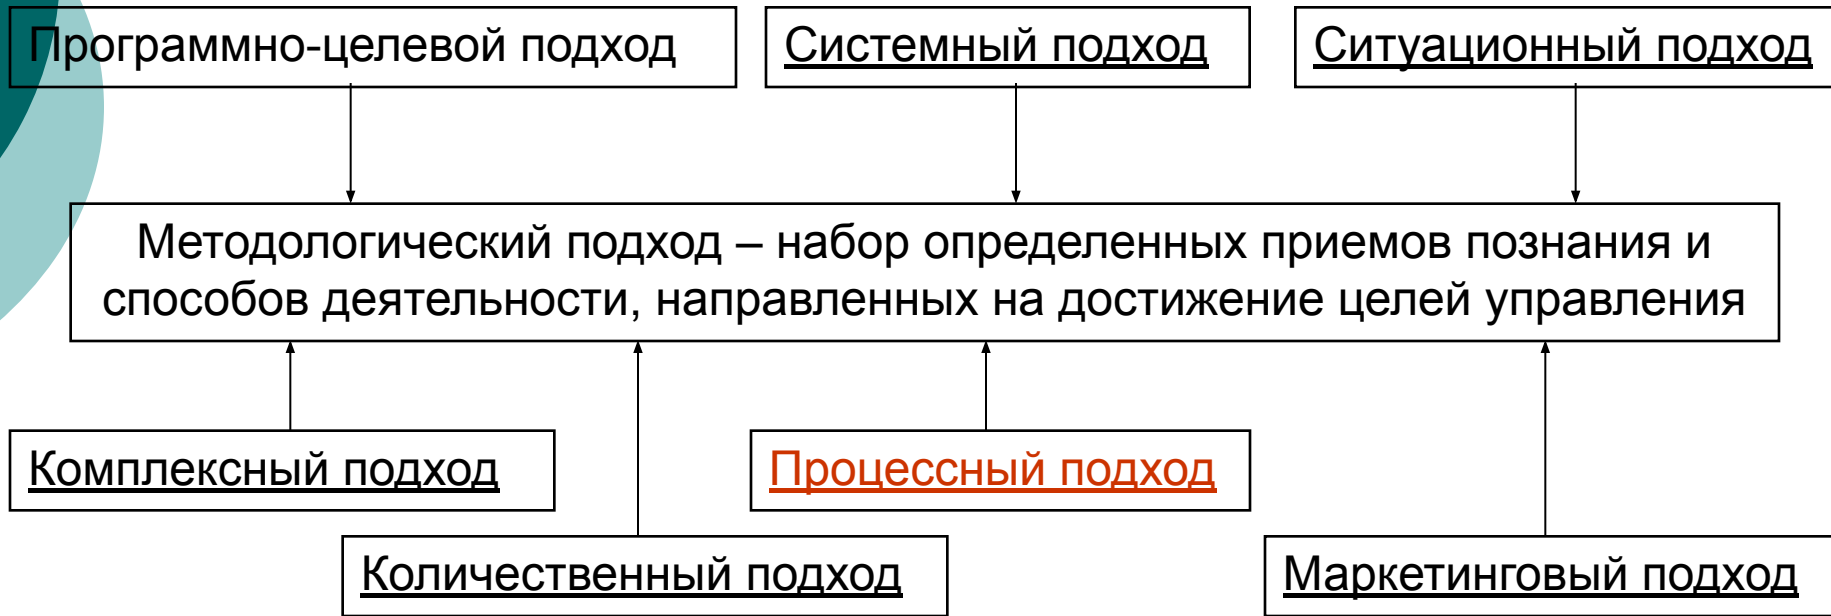 Программно-целевой подход
Системный подход
Ситуационный подход
Методологический подход – набор определенных приемов познания и
способов деятельности, направленных на достижение целей управления
Комплексный подход
Процессный подход
Количественный подход
Маркетинговый подход